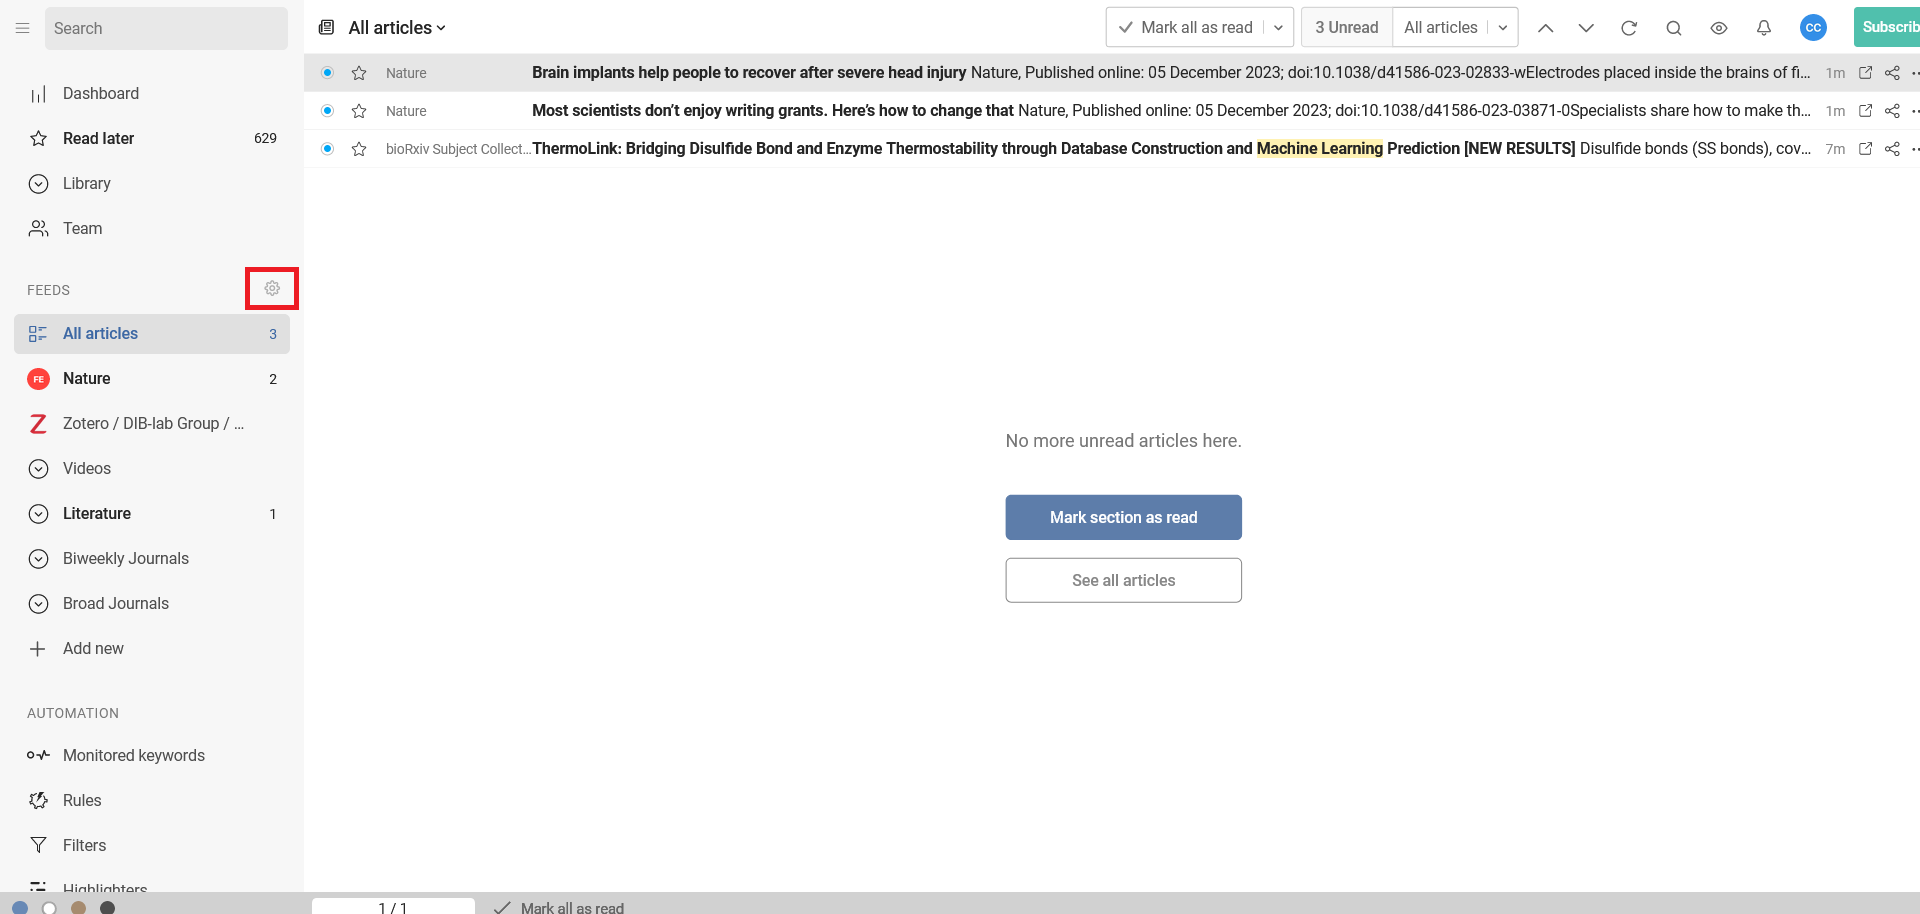 Search
All articles
Mark all as read
3 Unread
All articles
CC
Subscrib
Dashboard
Read later 629
Library
Team
FEEDS
All articles 3
FE Nature 2
Z Zotero / DIB-lab Group / ...
Videos
Literature 1
Biweekly Journals
Broad Journals
Add new
AUTOMATION
Monitored keywords
Rules
Filters
Highlighters
Nature Brain implants help people to recover after severe head injury Nature, Published online: 05 December 2023; doi:10.1038/d41586-023-02833-wElectrodes placed inside the brains of fi... 1m
Nature Most scientists don’t enjoy writing grants. Here’s how to change that Nature, Published online: 05 December 2023; doi:10.1038/d41586-023-03871-0Specialists share how to make th... 1m
bioRxiv Subject Collect... ThermoLink: Bridging Disulfide Bond and Enzyme Thermostability through Database Construction and Machine Learning Prediction [NEW RESULTS] Disulfide bonds (SS bonds), cov... 7m
No more unread articles here.
Mark section as read
See all articles
1 / 1
Mark all as read